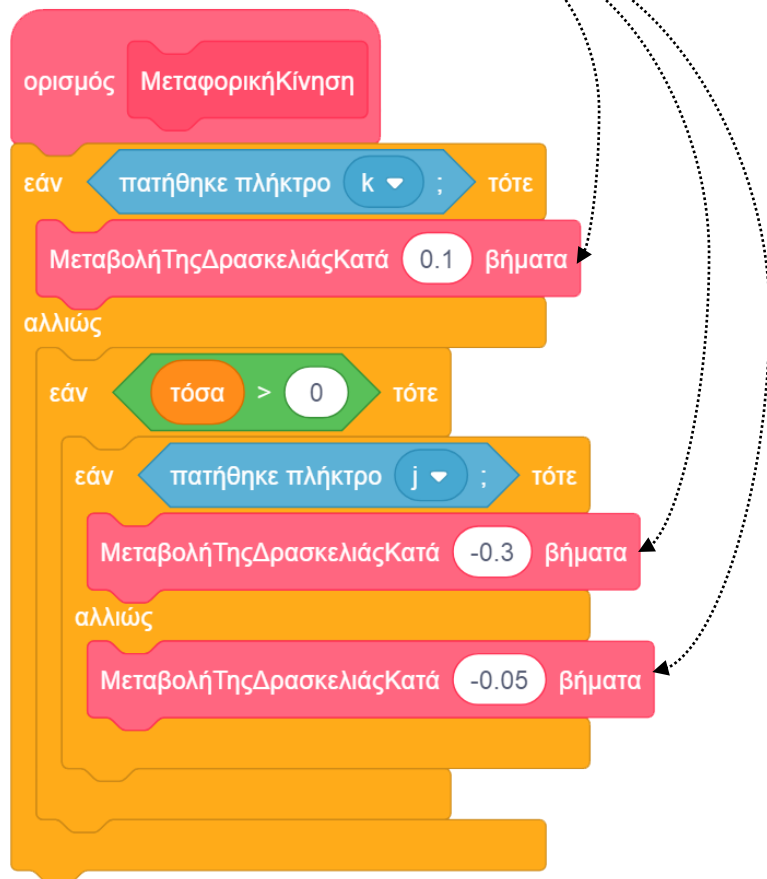 ορισμός ΜεταφορικήΚίνηση
εάν πατήθηκε πλήκτρο k ; τότε
ΜεταβολήΤηςΔρασκελιάςΚατά 0.1 βήματα
αλλιώς
εάν τόσα > 0 τότε
εάν πατήθηκε πλήκτρο j ; τότε
ΜεταβολήΤηςΔρασκελιάςΚατά -0.3 βήματα
αλλιώς
ΜεταβολήΤηςΔρασκελιάςΚατά -0.05 βήματα